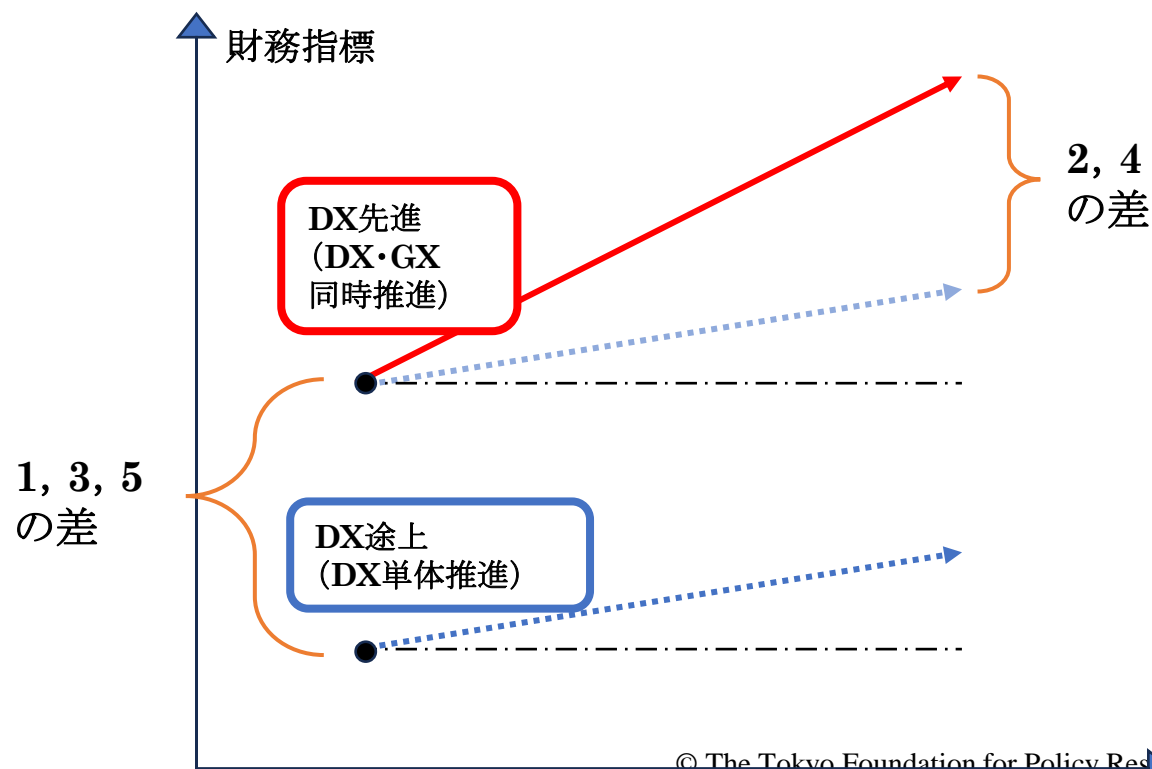 財務指標
2, 4
の差
DX先進
(DX・GX
同時推進)
1, 3, 5
の差
DX途上
(DX単体推進)
© The Tokyo Foundation for Policy Res